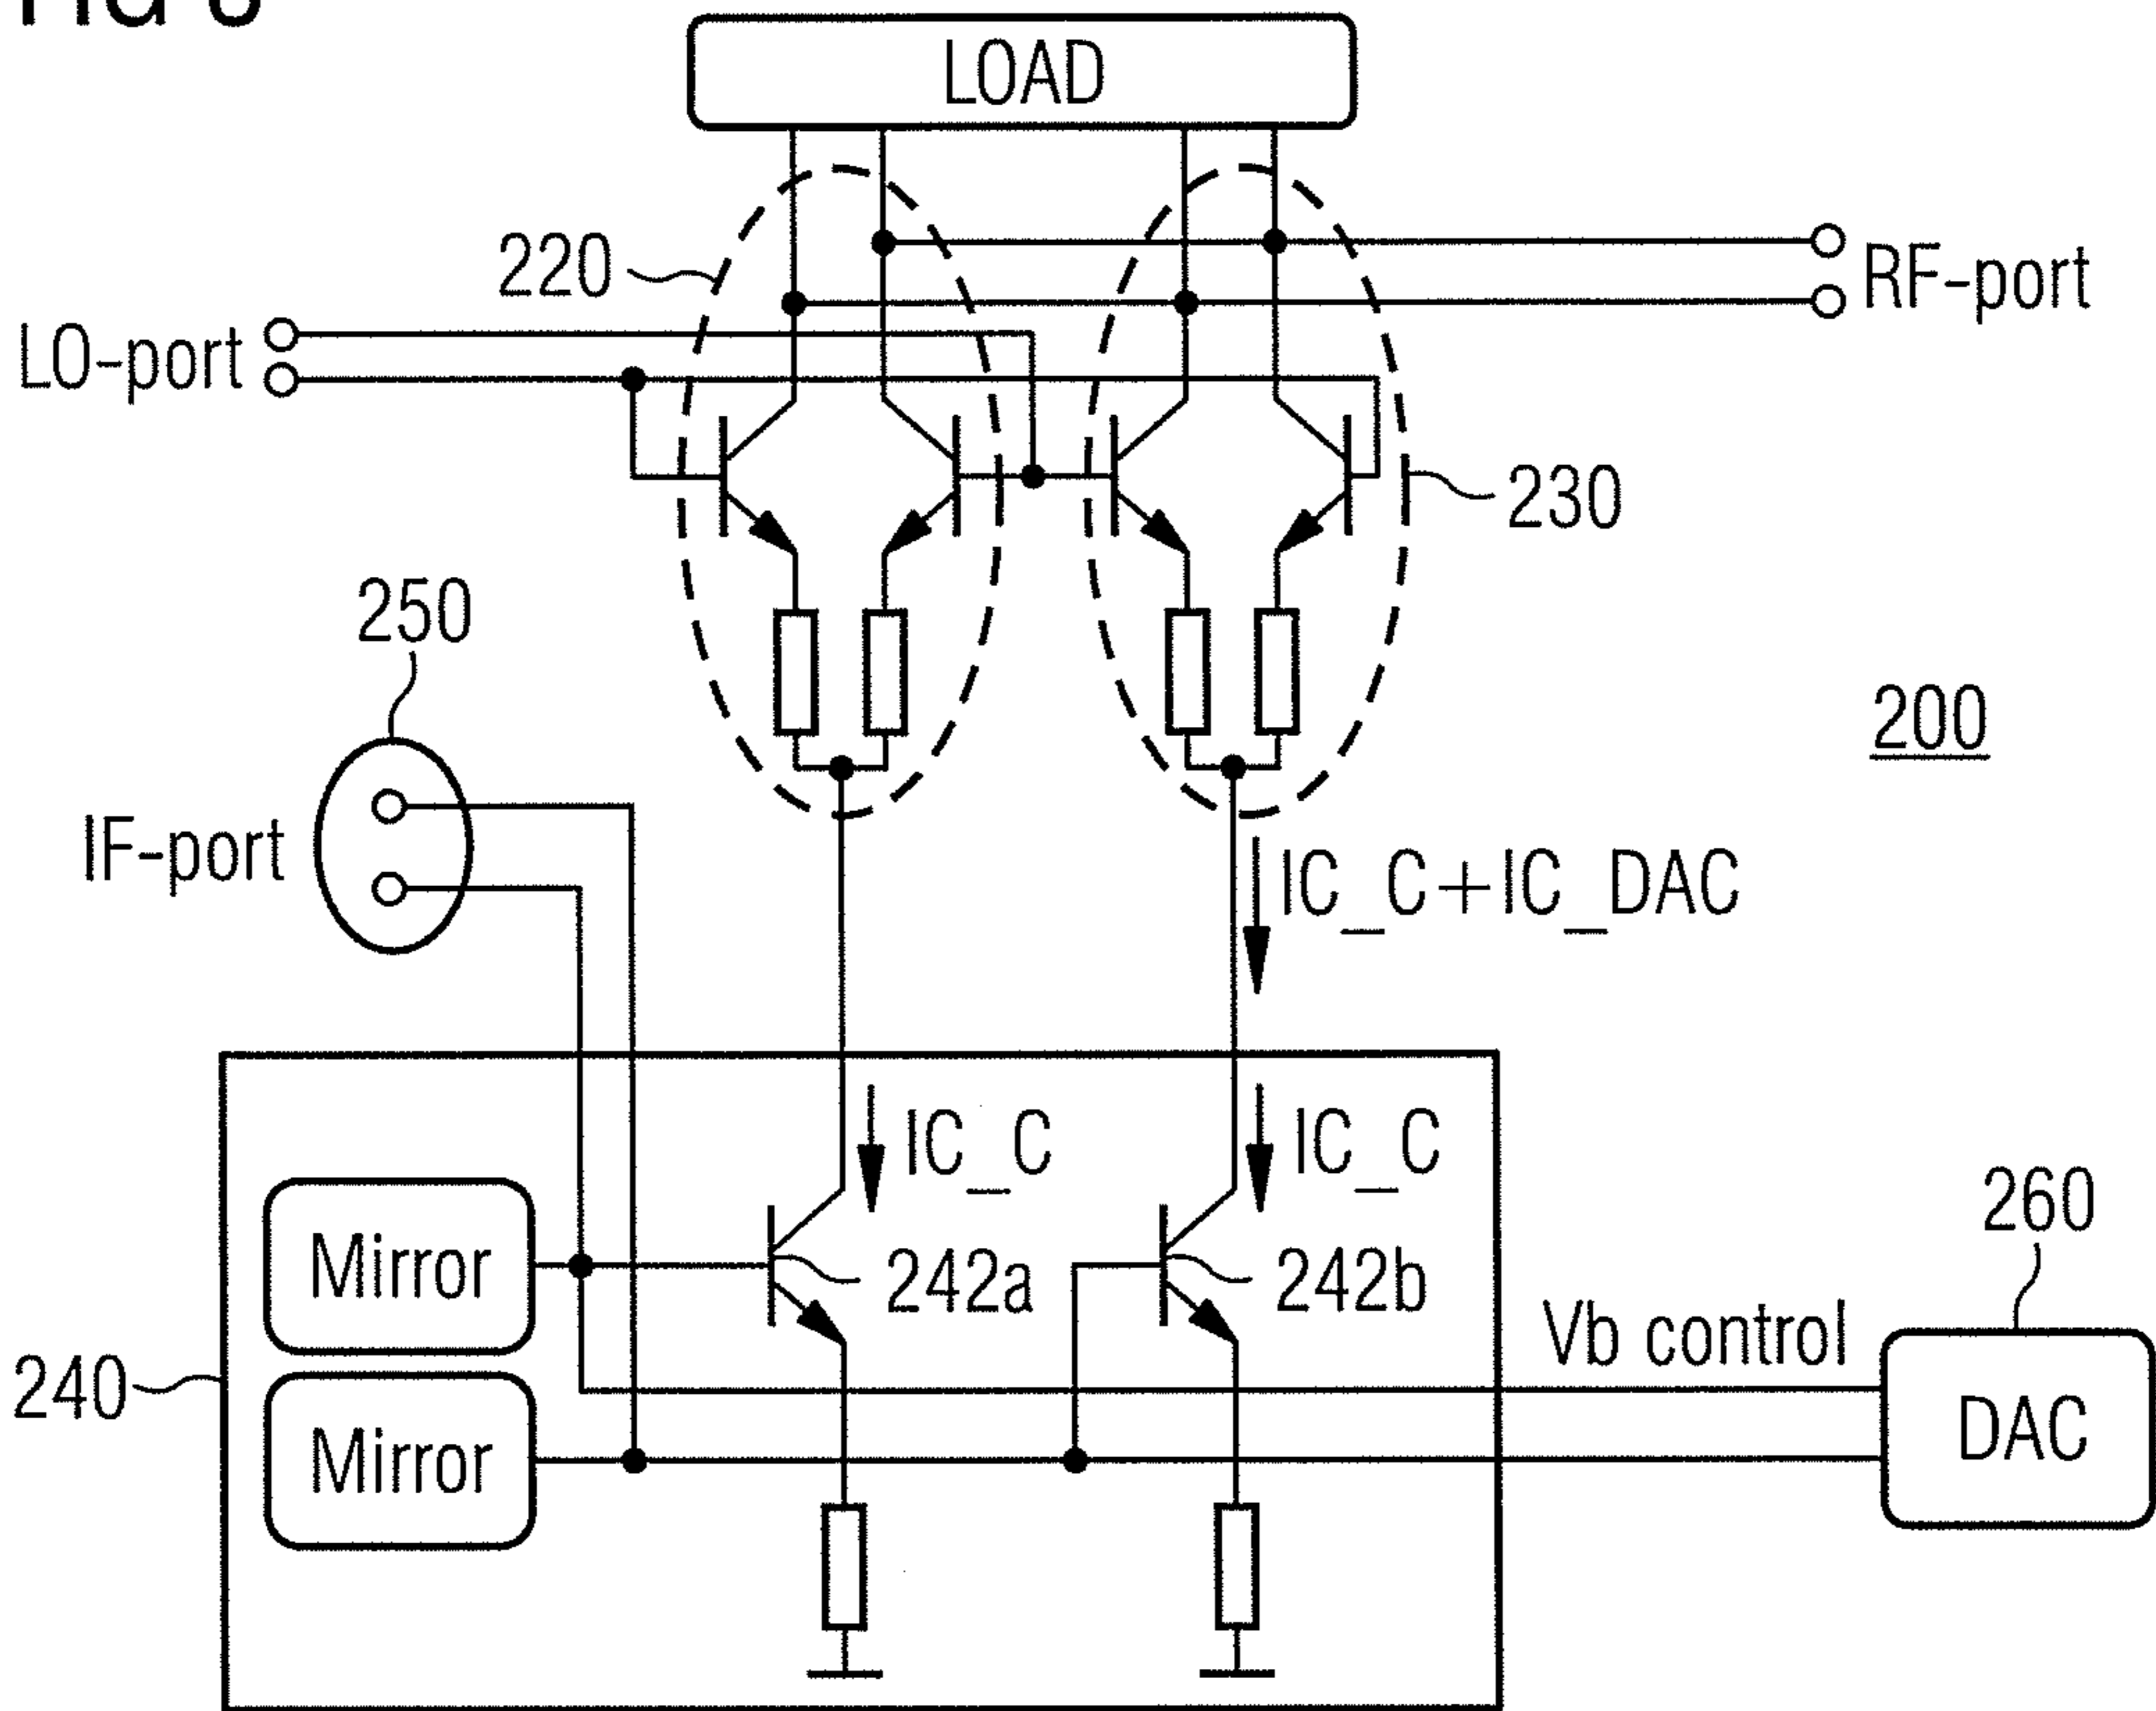 LOAD
220
RF-port
LO-port
230
250
200
IF-port
IC_C+IC_DAC
IC_C
IC_C
260
Mirror
242a
242b
Vb control
240
Mirror
DAC